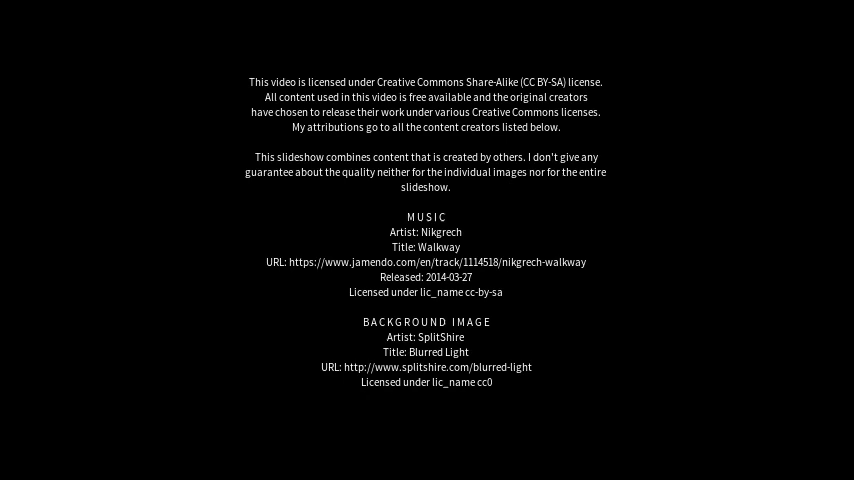 This video is licensed under Creative Commons Share-Alike (CC BY-SA) license.
All content used in this video is free available and the original creators
have chosen to release their work under various Creative Commons licenses.
My attributions go to all the content creators listed below.
This slideshow combines content that is created by others. I don't give any
guarantee about the quality neither for the individual images nor for the entire
slideshow.
M U S I C
Artist: Nikgrech
Title: Walkway
URL: https://www.jamendo.com/en/track/1114518/nikgrech-walkway
Released: 2014-03-27
Licensed under lic_name cc-by-sa
B A C K G R O U N D   I M A G E
Artist: SplitShire
Title: Blurred Light
URL: http://www.splitshire.com/blurred-light
Licensed under lic_name cc0